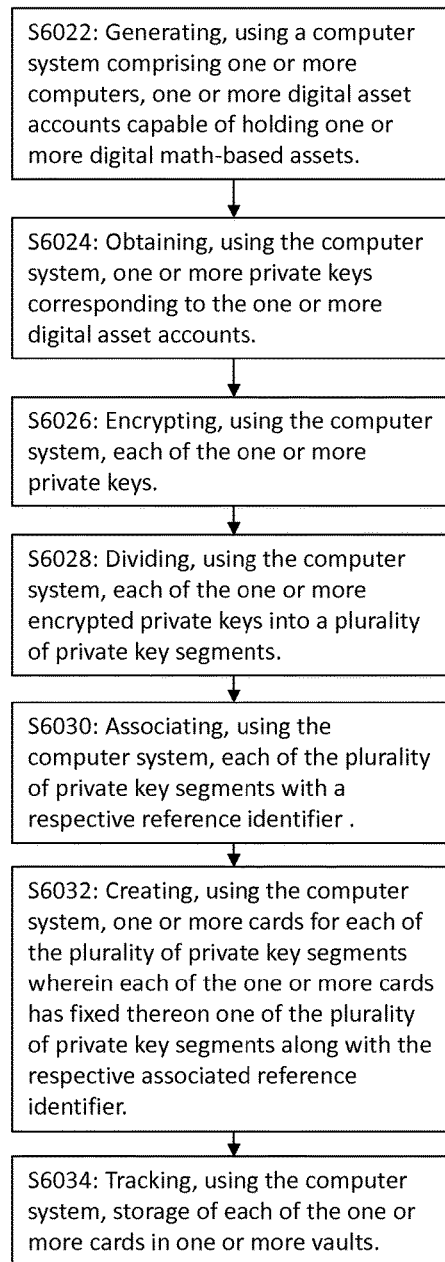 S6022: Generating, using a computer
system comprising one or more
computers, one or more digital asset
accounts capable of holding one or
more digital math-based assets.
S6024: Obtaining, using the computer
system, one or more private keys
corresponding to the one or more
digital asset accounts.
S6026: Encrypting, using the computer
system, each of the one or more
private keys.
S6028: Dividing, using the computer
system, each of the one or more
encrypted private keys into a plurality
of private key segments.
S6030: Associating, using the
computer system, each of the plurality
of private key segments with a
respective reference identifier .
S6032: Creating, using the computer
system, one or more cards for each of
the plurality of private key segments
wherein each of the one or more cards
has fixed thereon one of the plurality
of private key segments along with the
respective associated reference
identifier.
S6034: Tracking, using the computer
system, storage of each of the one or
more cards in one or more vaults.